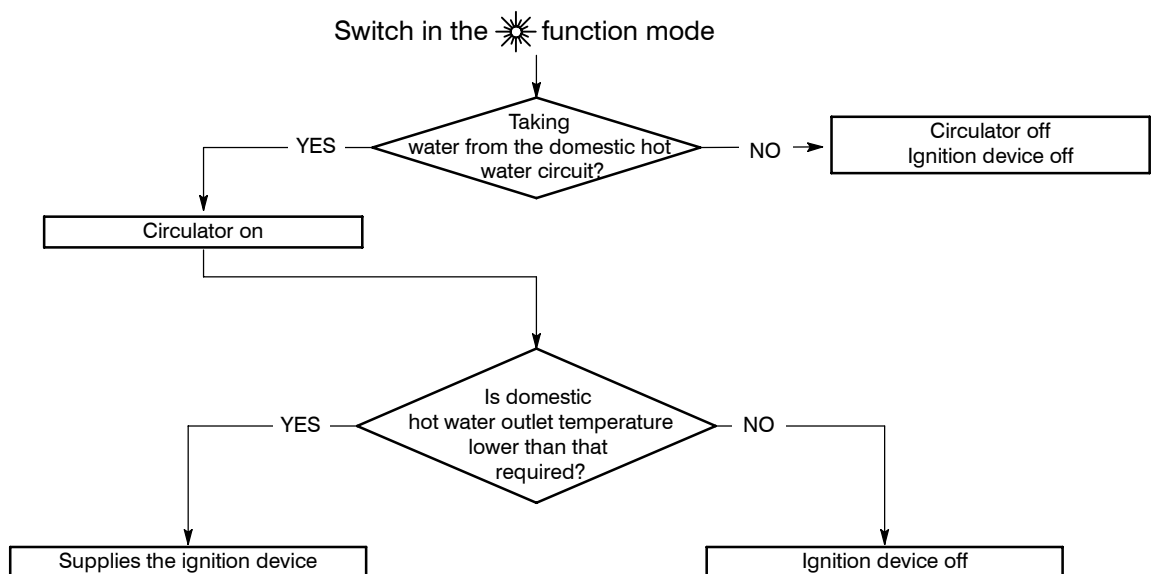 Switch in the function mode
Taking
water from the domestic hot
water circuit?
YES
NO
Circulator off
Ignition device off
Circulator on
Is domestic
hot water outlet temperature
lower than that
required?
YES
NO
Supplies the ignition device
Ignition device off